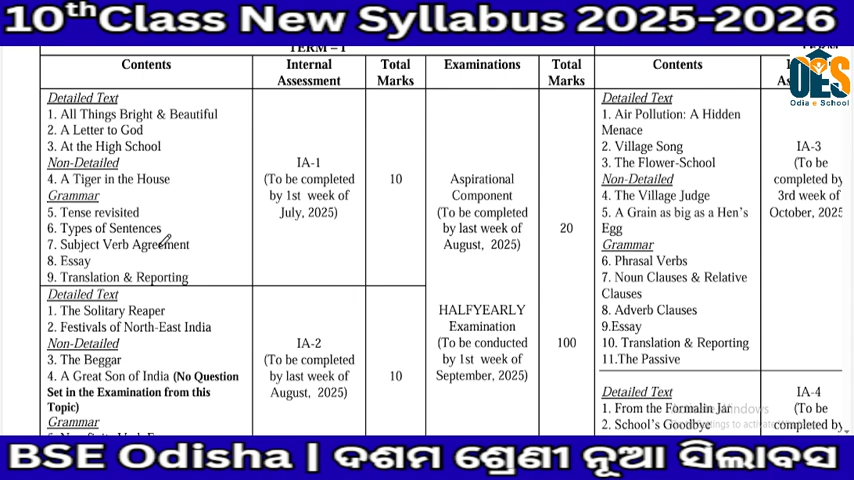 10thClass New Syllabus 2025-2026
TERM – I
Contents
Internal
Assessment
Total
Marks
Examinations
Total
Marks
Contents
OES
Odia e School
Detailed Text
1. All Things Bright & Beautiful
2. A Letter to God
3. At the High School
Non-Detailed
4. A Tiger in the House
Grammar
5. Tense revisited
6. Types of Sentences
7. Subject Verb Agreement
8. Essay
9. Translation & Reporting
IA-1
(To be completed
by 1st week of
July, 2025)
10
Detailed Text
1. The Solitary Reaper
2. Festivals of North-East India
Non-Detailed
3. The Beggar
4. A Great Son of India (No Question
Set in the Examination from this
Topic)
Grammar
IA-2
(To be completed
by last week of
August, 2025)
10
Aspirational
Component
(To be completed
by last week of
August, 2025)
20
HALFYEARLY
Examination
(To be conducted
by 1st week of
September, 2025)
100
Detailed Text
1. Air Pollution: A Hidden
Menace
2. Village Song
3. The Flower-School
Non-Detailed
4. The Village Judge
5. A Grain as big as a Hen's
Egg
Grammar
6. Phrasal Verbs
7. Noun Clauses & Relative
Clauses
8. Adverb Clauses
9.Essay
10. Translation & Reporting
11.The Passive
IA-3
(To be
completed by
3rd week of
October, 2025
Detailed Text
1. From the Formalin Jar
2. School's Goodbye
IA-4
(To be
completed by
BSE Odisha | ଦଶମ ଶ୍ରେଣୀ ନୂଆ ସିଲାବସ